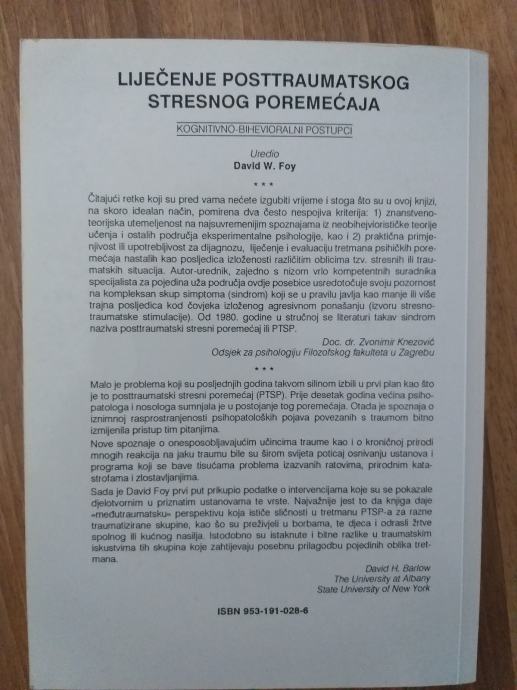 LIJEČENJE POSTTRAUMATSKOG
STRESNOG POREMEĆAJA
KOGNITIVNO-BIHEVIORALNI POSTUPCI
Uredio
David W. Foy
* * *
Čitajući retke koji su pred vama nećete izgubiti vrijeme i stoga što su u ovoj knjizi,
na skoro idealan način, pomirena dva često nespojiva kriterija: 1) znanstveno-
teorijska utemeljenost na najsuvremenijim spoznajama iz neobihejviorističke teorije
učenja i ostalih područja eksperimentalne psihologije, kao i 2) praktična primje-
njivost ili upotrebljivost za dijagnozu, liječenje i evaluaciju tretmana psihičkih pore-
mećaja nastalih kao posljedica izloženosti različitim oblicima tzv. stresnih ili trau-
matskih situacija. Autor-urednik, zajedno s nizom vrlo kompetentnih suradnika
specijalista za pojedina uža područja ovdje posebice usredotočuje svoju pozornost
na kompleksan skup simptoma (sindrom) koji se u pravilu javlja kao manje ili više
trajna posljedica kod čovjeka izloženog agresivnom ponašanju (izvoru stresno-
traumatske stimulacije). Od 1980. godine u stručnoj se literaturi takav sindrom
naziva posttraumatski stresni poremećaj ili PTSP.
Doc. dr. Zvonimir Knezović
Odsjek za psihologiju Filozofskog fakulteta u Zagrebu
* * *
Malo je problema koji su posljednjih godina takvom silinom izbili u prvi plan kao što
je to posttraumatski stresni poremećaj (PTSP). Prije desetak godina većina psiho-
patologa i nosologa sumnjala je u postojanje tog poremećaja. Otada je spoznaja o
iznimnoj rasprostranjenosti psihopatoloških pojava povezanih s traumom bitno
izmijenila pristup tim pitanjima.
Nove spoznaje o onesposobljavajućim učincima traume kao i o kroničnoj prirodi
mnogih reakcija na jaku traumu bile su širom svijeta poticaj osnivanju ustanova i
programa koji se bave tisućama problema izazvanih ratovima, prirodnim kata-
strofama i zlostavljanjima.
Sada je David Foy prvi put prikupio podatke o intervencijama koje su se pokazale
djelotvornim u priznatim ustanovama te vrste. Najvažnije jest to da knjiga daje
»međutraumatsku« perspektivu koja ističe sličnosti u tretmanu PTSP-a za razne
traumatizirane skupine, kao šo su preživjeli u borbama, te djeca i odrasli žrtve
spolnog ili kućnog nasilja. Istodobno su istaknute i bitne razlike u traumatskim
iskustvima tih skupina koje zahtijevaju posebnu prilagodbu pojedinih oblika tret-
mana.
David H. Barlow
The University at Albany
State University of New York
ISBN 953-191-028-6